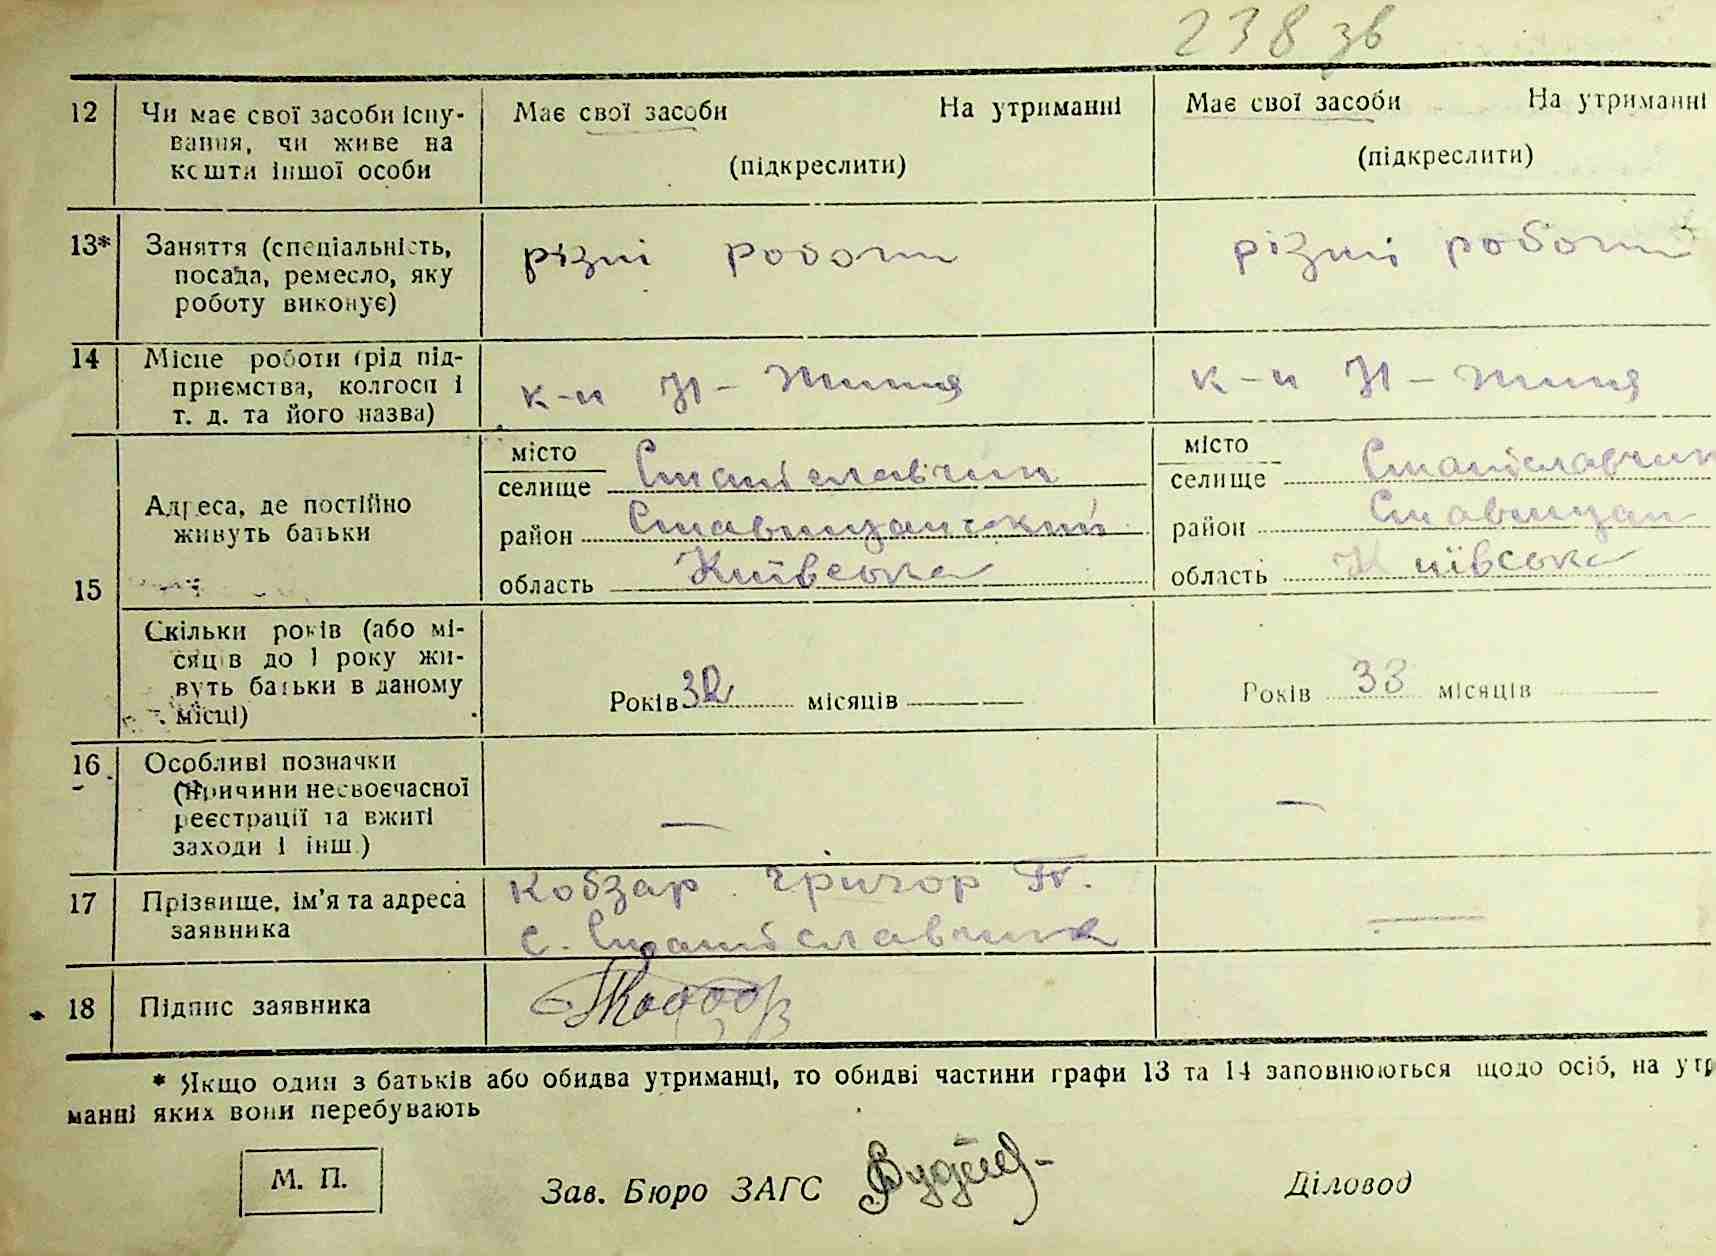 238 зв
12 Чи має свої засоби існу- Має свої засоби На утриманні Має свої засоби На утриманні
вання, чи живе на
кошти іншої особи (підкреслити) (підкреслити)
13* Заняття (спеціальність, різні роботи різні роботи
посада, ремесло, яку
роботу виконує)
14 Місце роботи (рід під-
приємства, колгосп і к-п Н-Життя к-п Н-Життя
т. д. та його назва)
місто Станіславчик місто Станіславчик
селище селище
Адреса, де постійно район Ставищанський район Ставищан
живуть батьки
область Київська область Київська
15
Скільки років (або мі-
сяців до 1 року жи-
вуть батьки в даному Років 32 місяців — Років 33 місяців —
місці)
16 Особливі позначки
(причини несвоєчасної — —
реєстрації та вжиті
заходи і інш.)
17 Прізвище, ім'я та адреса Кобзар Григор П. —
заявника с. Станіславчик
18 Підпис заявника
* Якщо один з батьків або обидва утриманці, то обидві частини графи 13 та 14 заповнюються щодо осіб, на утр
манні яких вони перебувають
М. П.
Зав. Бюро ЗАГС Діловод